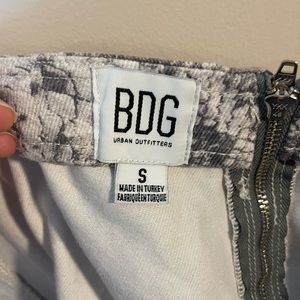 BDG
URBAN OUTFITTERS
S
MADE IN TURKEY
FABRIQUÉ EN TURQUIE